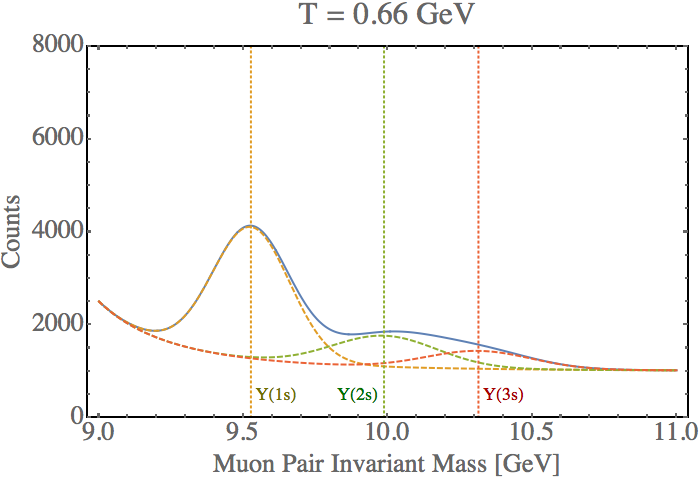 T = 0.66 GeV
8000
6000
4000
2000
0
Counts
Y(1s) Y(2s) Y(3s)
9.0 9.5 10.0 10.5 11.0
Muon Pair Invariant Mass [GeV]